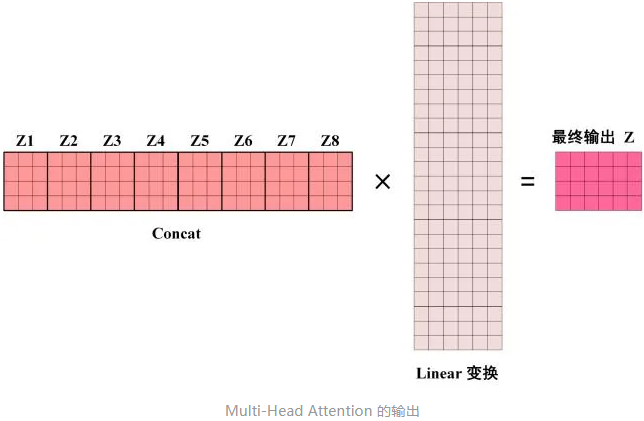 Z1 Z2 Z3 Z4 Z5 Z6 Z7 Z8
Concat
×
Linear 变换
=
最终输出 Z
Multi-Head Attention 的输出